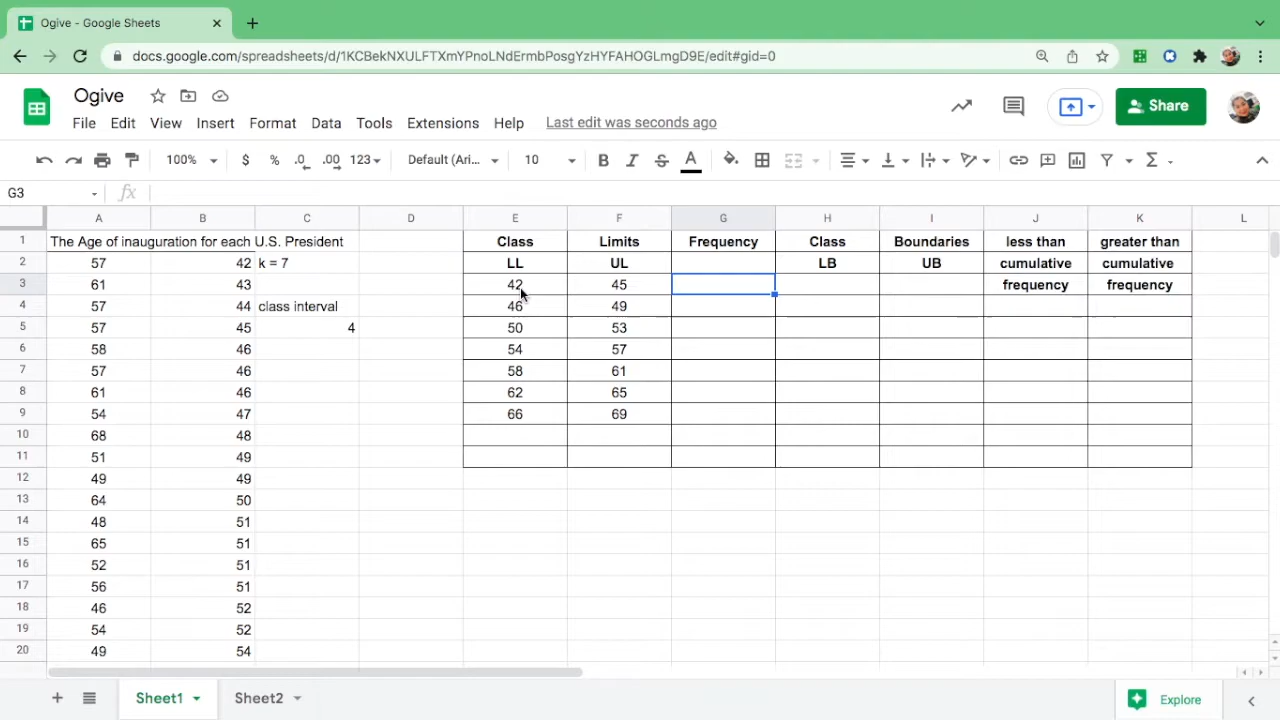 Ogive - Google Sheets
docs.google.com/spreadsheets/d/1KCBekNXULFTXmYPnoLNdErmbPosgYzHYFAHOGLmgD9E/edit#gid=0
Ogive
Share
File Edit View Insert Format Data Tools Extensions Help Last edit was seconds ago
100% $ % .0 .00 123 Default (Ari... 10 B I S A Σ
G3 fx
A B C D E F G H I J K L
1 The Age of inauguration for each U.S. President Class Limits Frequency Class Boundaries less than greater than
2 57 42 k = 7 LL UL LB UB cumulative cumulative
3 61 43 42 45 frequency frequency
4 57 44 class interval 46 49
5 57 45 4 50 53
6 58 46 54 57
7 57 46 58 61
8 61 46 62 65
9 54 47 66 69
10 68 48
11 51 49
12 49 49
13 64 50
14 48 51
15 65 51
16 52 51
17 56 51
18 46 52
19 54 52
20 49 54
Sheet1 Sheet2 Explore